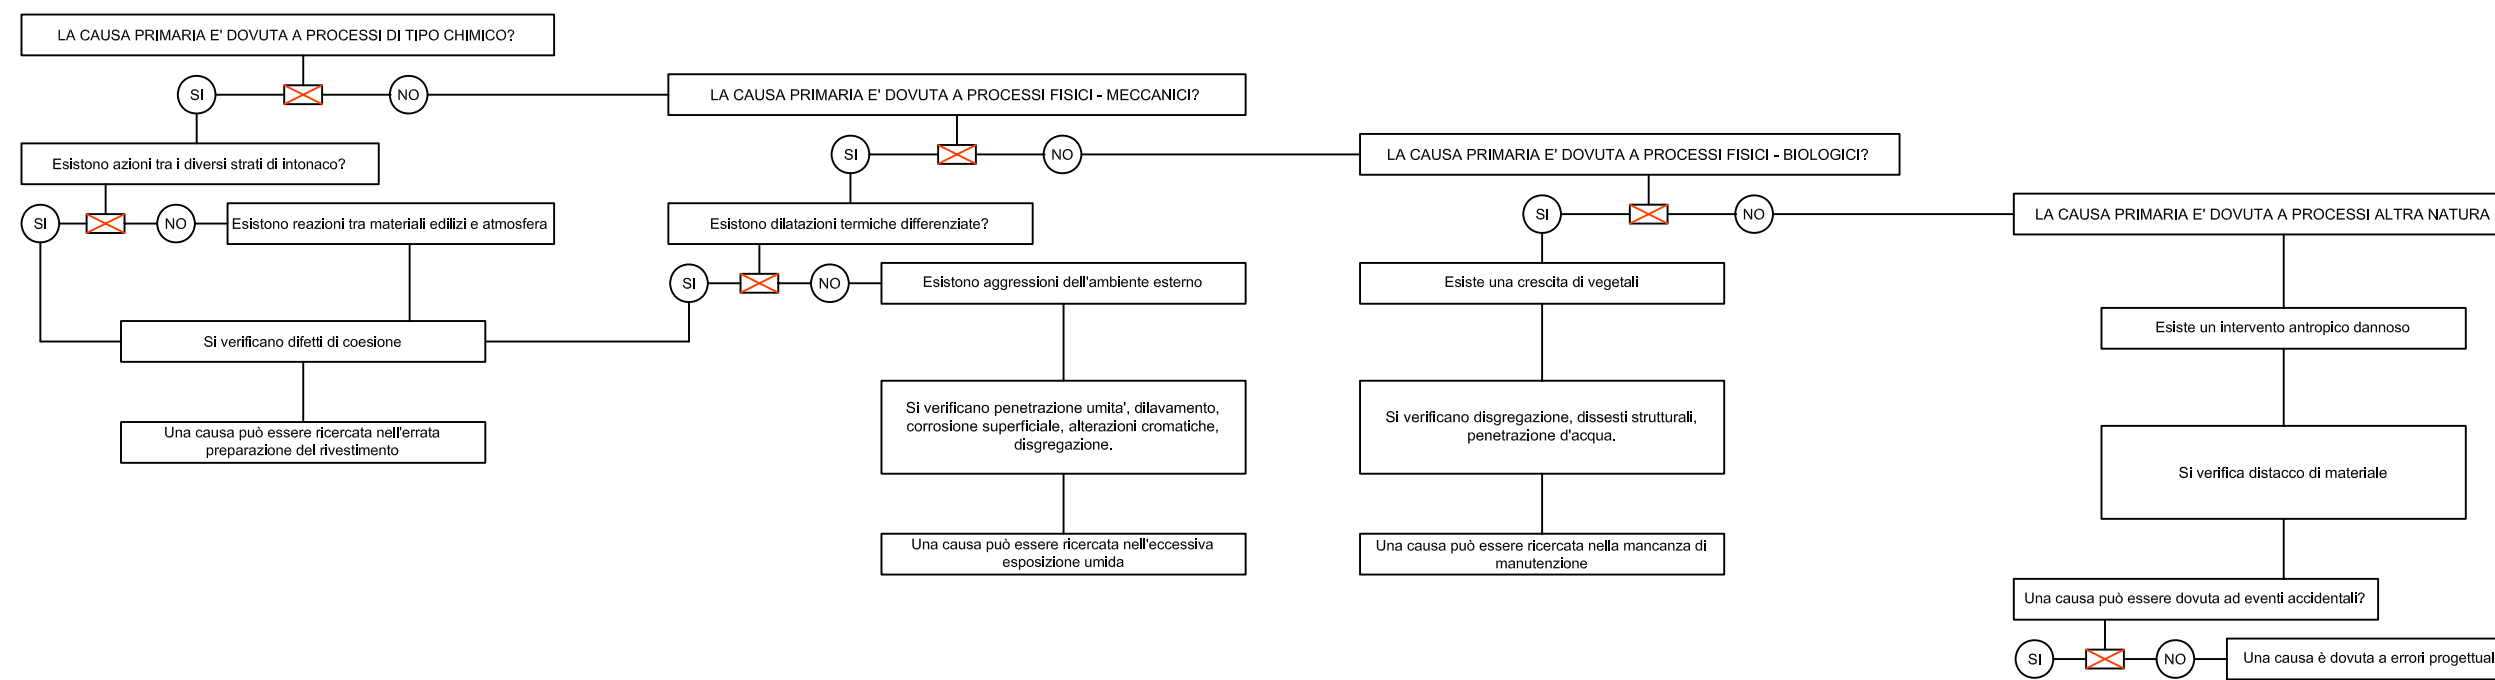 LA CAUSA PRIMARIA E' DOVUTA A PROCESSI DI TIPO CHIMICO?
SI
NO
LA CAUSA PRIMARIA E' DOVUTA A PROCESSI FISICI - MECCANICI?
Esistono azioni tra i diversi strati di intonaco?
SI
NO
LA CAUSA PRIMARIA E' DOVUTA A PROCESSI FISICI - BIOLOGICI?
SI
NO
Esistono reazioni tra materiali edilizi e atmosfera
Esistono dilatazioni termiche differenziate?
SI
NO
LA CAUSA PRIMARIA E' DOVUTA A PROCESSI ALTRA NATURA
SI
NO
Esistono aggressioni dell'ambiente esterno
Esiste una crescita di vegetali
Esiste un intervento antropico dannoso
Si verificano difetti di coesione
Si verificano penetrazione umita', dilavamento,
corrosione superficiale, alterazioni cromatiche,
disgregazione.
Si verificano disgregazione, dissesti strutturali,
penetrazione d'acqua.
Una causa può essere ricercata nell'errata
preparazione del rivestimento
Si verifica distacco di materiale
Una causa può essere ricercata nell'eccessiva
esposizione umida
Una causa può essere ricercata nella mancanza di
manutenzione
Una causa può essere dovuta ad eventi accidentali?
SI
NO
Una causa è dovuta a errori progettual